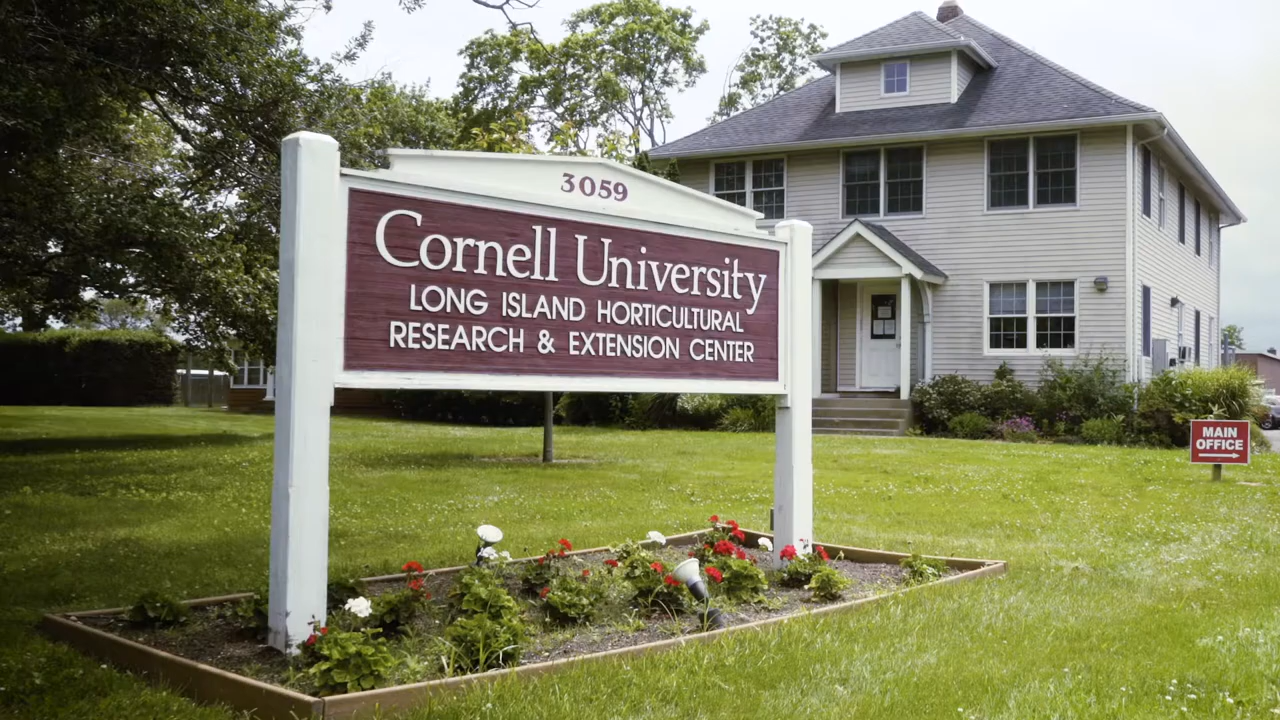 3059
Cornell University
LONG ISLAND HORTICULTURAL
RESEARCH & EXTENSION CENTER
MAIN
OFFICE